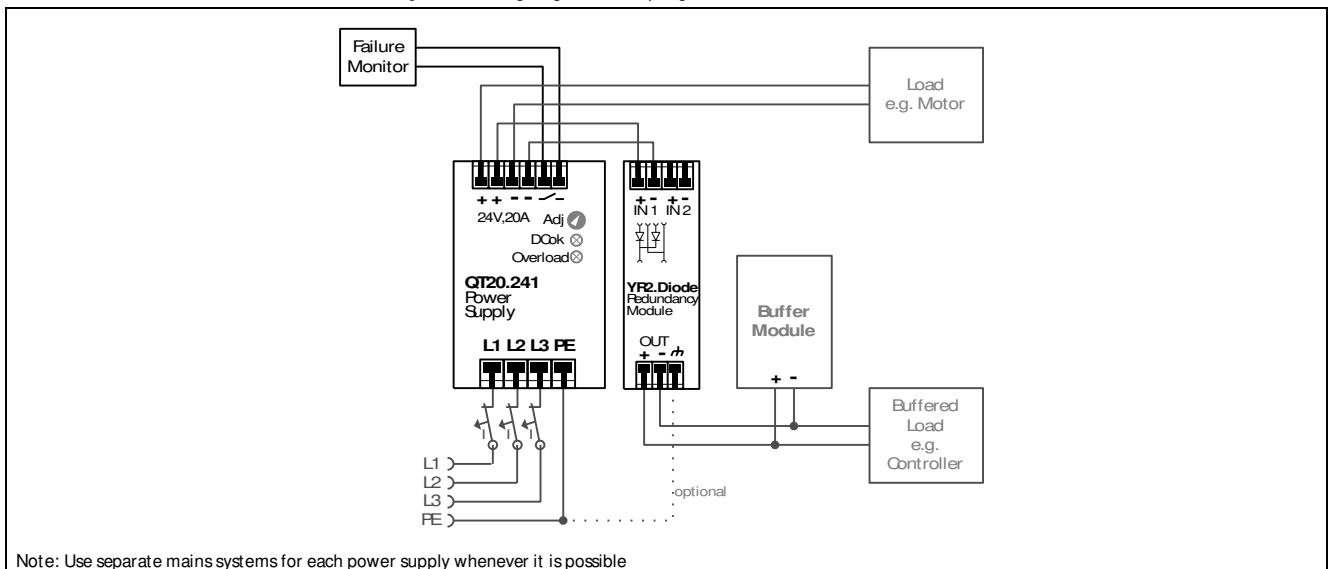 Failure
Monitor
Load
e.g. Motor
+ + - -
24V,20A Adj
DCok
Overload
QT20.241
Power
Supply
L1 L2 L3 PE
+ - + -
IN 1 IN 2
YR2.Diode
Redundancy
Module
OUT
+ -
Buffer
Module
+ -
Buffered
Load
e.g.
Controller
I I I
L1
L2
L3
PE
optional
Note: Use separate mains systems for each power supply whenever it is possible